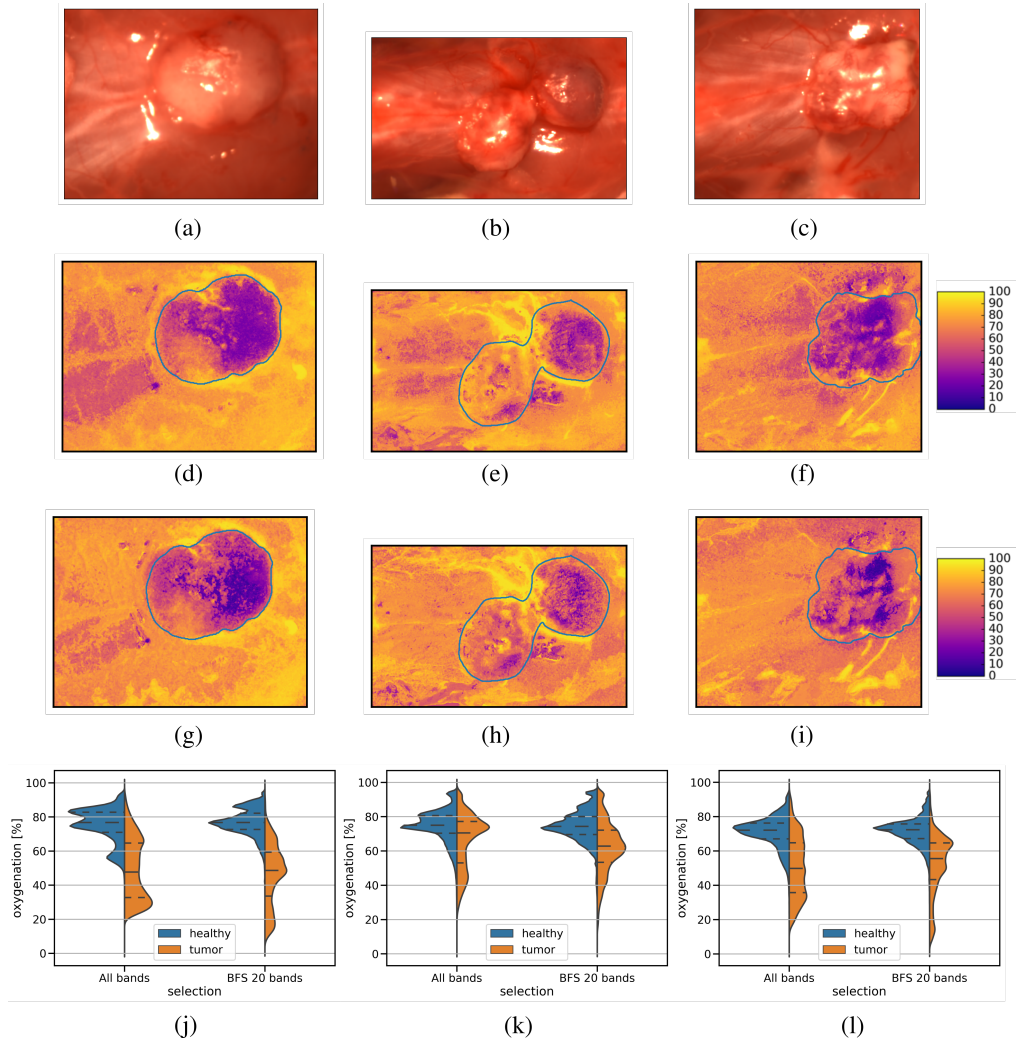 (a) (b) (c)
100
90
80
70
60
50
40
30
20
10
0
(d) (e) (f)
100
90
80
70
60
50
40
30
20
10
0
(g) (h) (i)
100
80
60
40
20
0
oxygenation [%]
healthy
tumor
All bands BFS 20 bands
selection
100
80
60
40
20
0
oxygenation [%]
healthy
tumor
All bands BFS 20 bands
selection
100
80
60
40
20
0
oxygenation [%]
healthy
tumor
All bands BFS 20 bands
selection
(j) (k) (l)